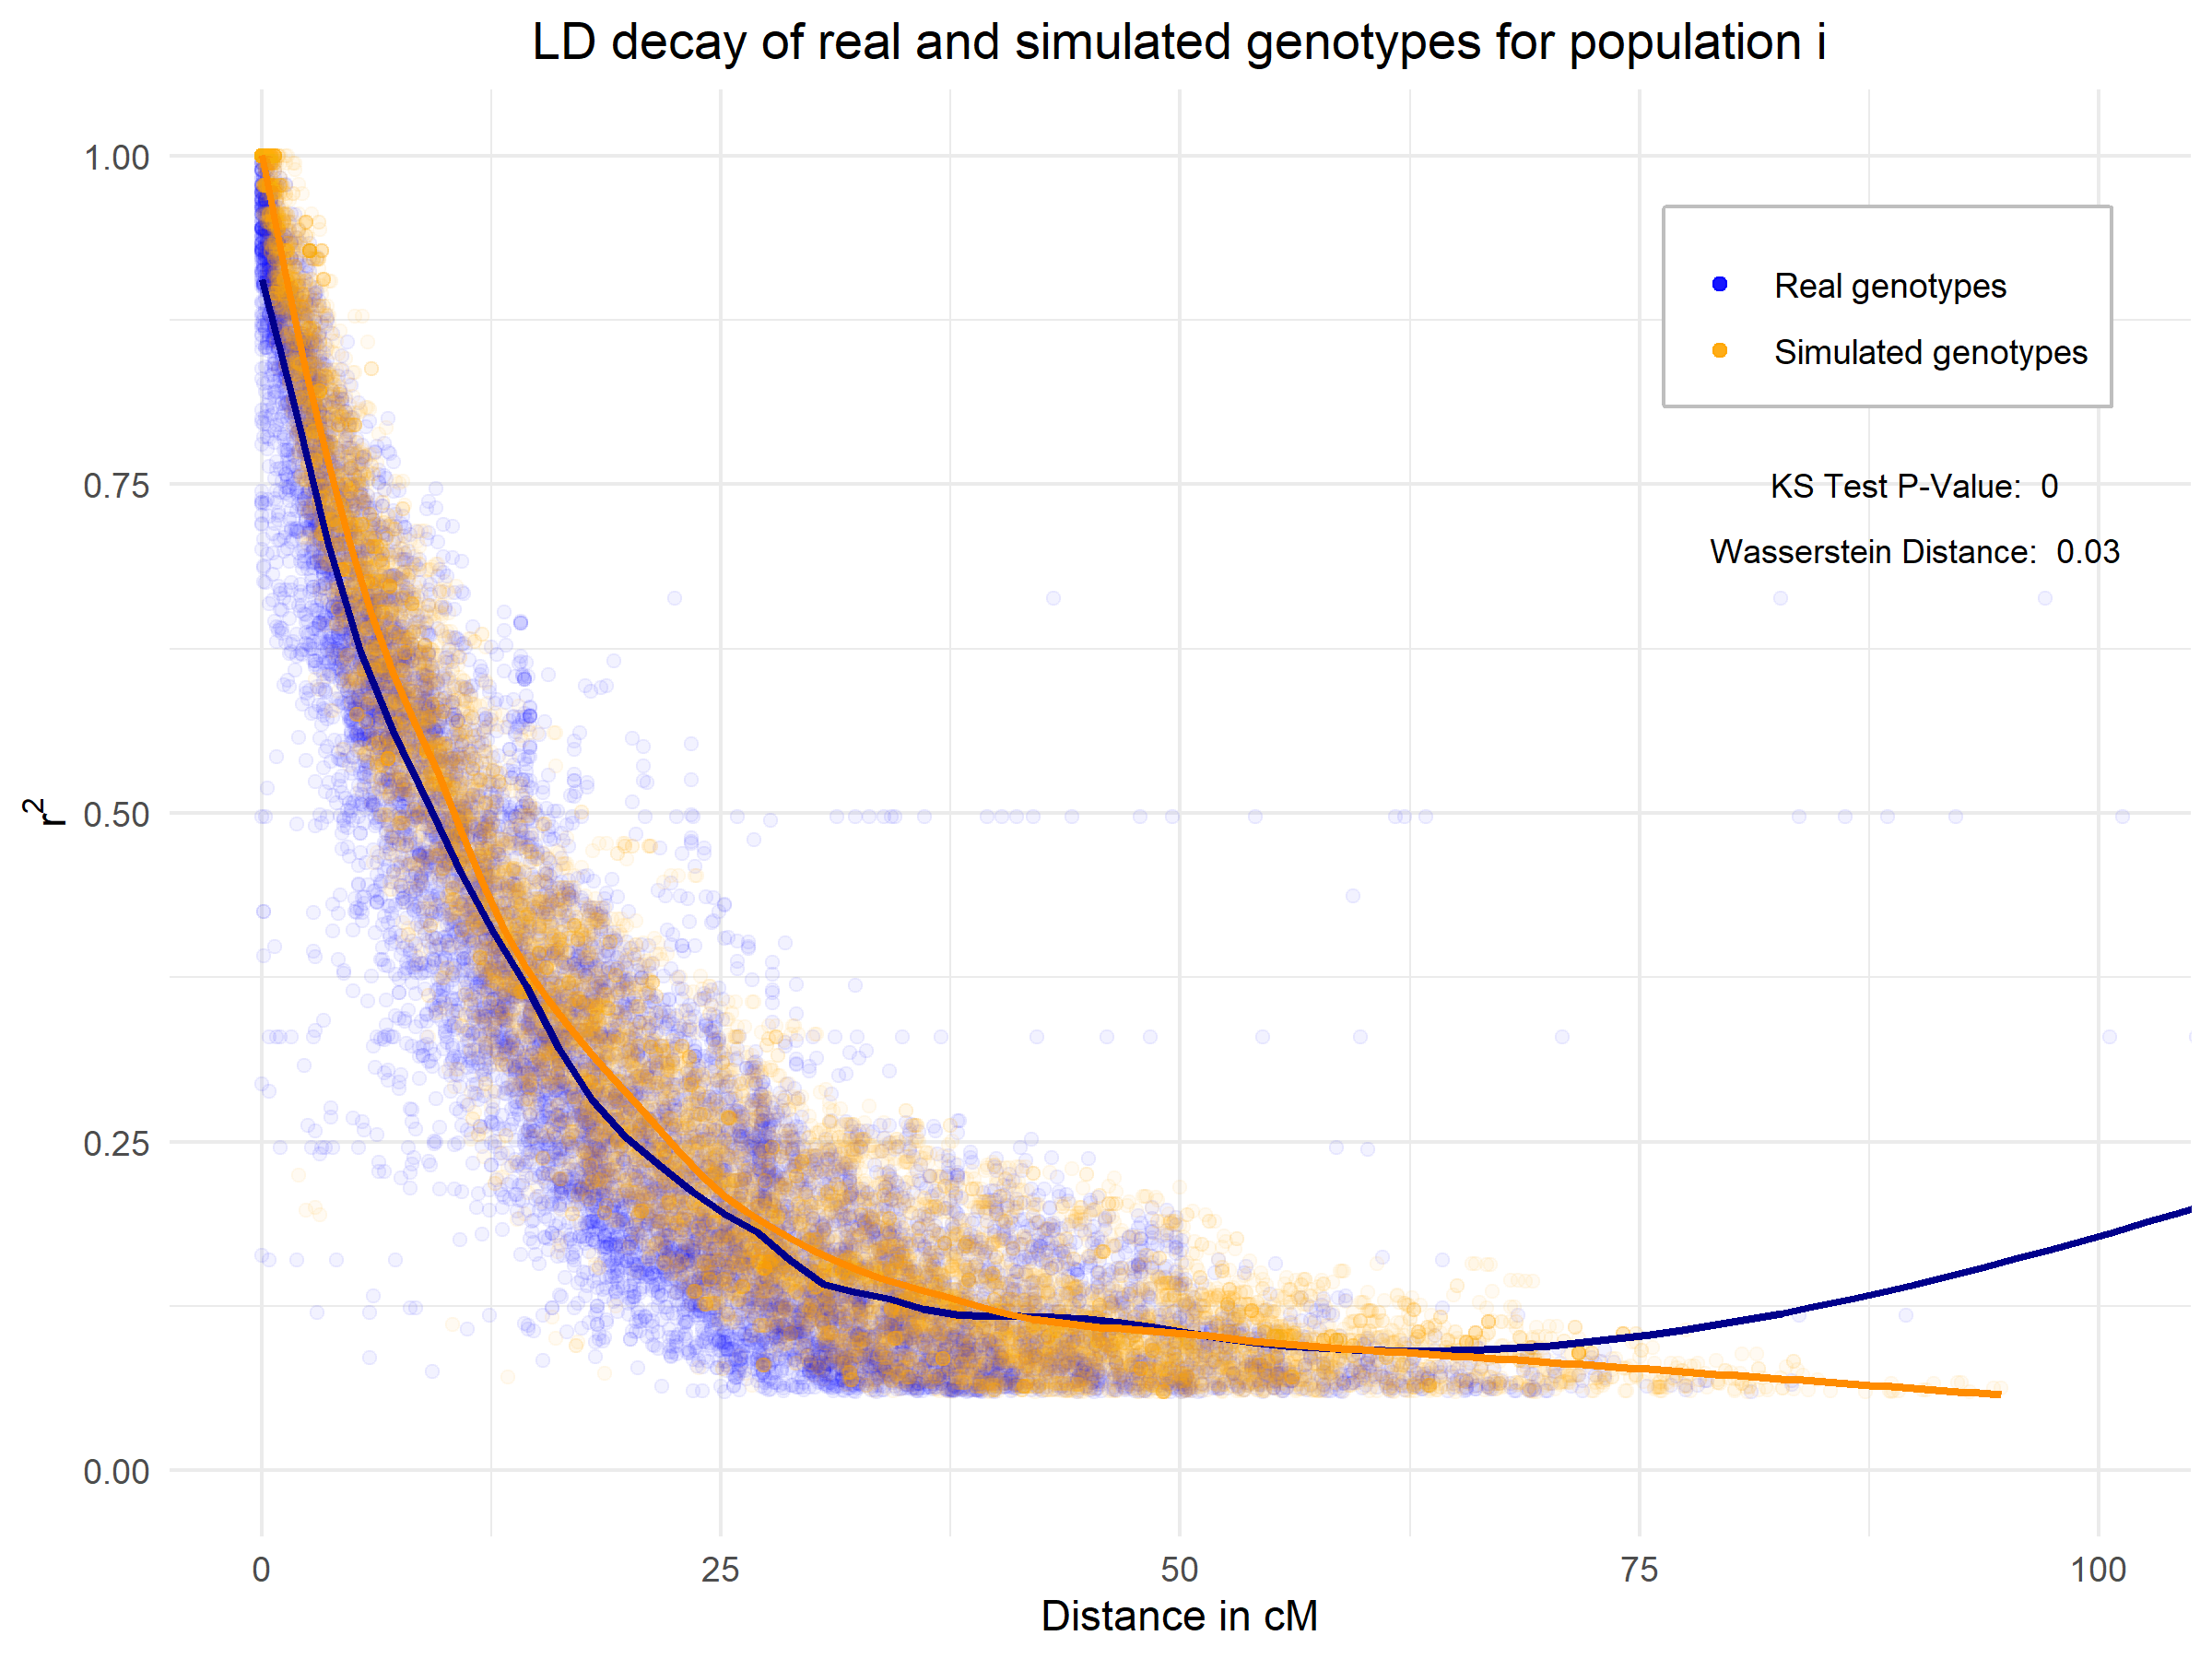 LD decay of real and simulated genotypes for population i
1.00
0.75
0.50
0.25
0.00
r²
Real genotypes
Simulated genotypes
KS Test P-Value: 0
Wasserstein Distance: 0.03
0 25 50 75 100
Distance in cM